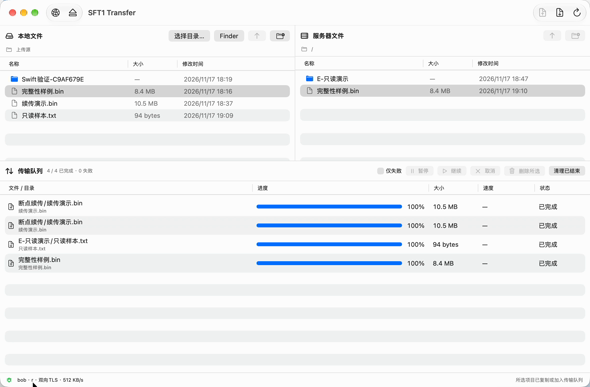 SFT1 Transfer
本地文件
选择目录...
Finder
上传源
名称 大小 修改时间
Swift验证-C9AF679E — 2026/11/17 18:19
完整性样例.bin 8.4 MB 2026/11/17 18:16
续传演示.bin 10.5 MB 2026/11/17 18:37
只读样本.txt 94 bytes 2026/11/17 19:09
服务器文件
/
名称 大小 修改时间
E-只读演示 — 2026/11/17 18:47
完整性样例.bin 8.4 MB 2026/11/17 19:10
传输队列 4 / 4 已完成 · 0 失败
仅失败 暂停 继续 取消 删除所选 清理已结束
文件 / 目录 进度 大小 速度 状态
断点续传/续传演示.bin 100% 10.5 MB — 已完成
续传演示.bin
断点续传/续传演示.bin 100% 10.5 MB — 已完成
续传演示.bin
E-只读演示/只读样本.txt 100% 94 bytes — 已完成
只读样本.txt
完整性样例.bin 100% 8.4 MB — 已完成
完整性样例.bin
bob · r · 双向TLS · 512 KB/s
所选项目已复制或加入传输队列